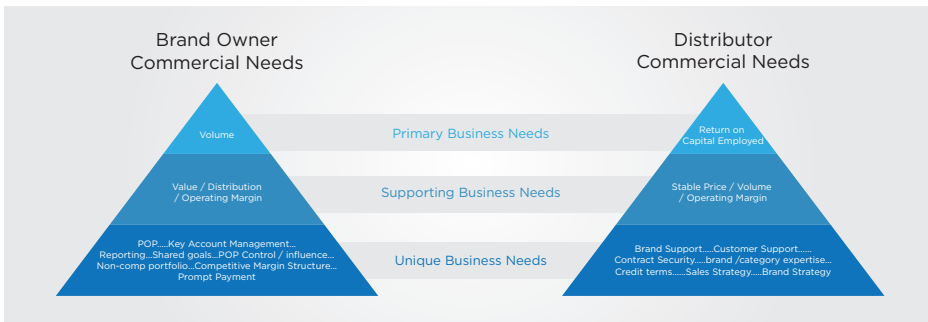 Brand Owner
Commercial Needs
Volume
Value / Distribution
/ Operating Margin
POP.....Key Account Management...
Reporting...Shared goals...POP Control / influence...
Non-comp portfolio...Competitive Margin Structure...
Prompt Payment
Primary Business Needs
Supporting Business Needs
Unique Business Needs
Distributor
Commercial Needs
Return on
Capital Employed
Stable Price / Volume
/ Operating Margin
Brand Support.....Customer Support......
Contract Security.....brand /category expertise...
Credit terms.....Sales Strategy....Brand Strategy